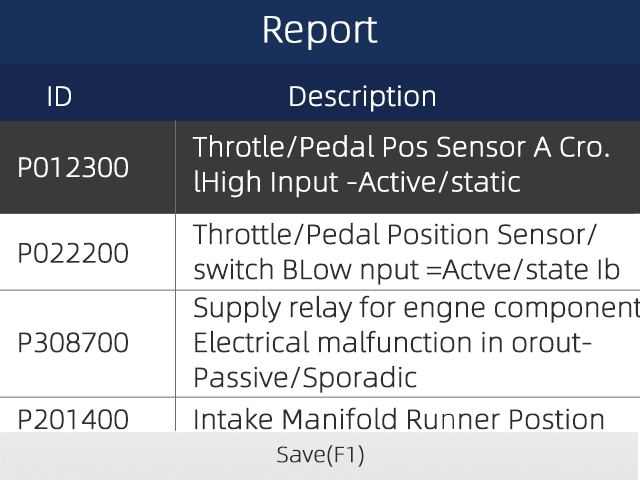 Report
ID Description
P012300 Throtle/Pedal Pos Sensor A Cro.
lHigh Input -Active/static
P022200 Throttle/Pedal Position Sensor/
switch BLow nput =Actve/state Ib
P308700 Supply relay for engne component
Electrical malfunction in orout-
Passive/Sporadic
P201400 Intake Manifold Runner Postion
Save(F1)